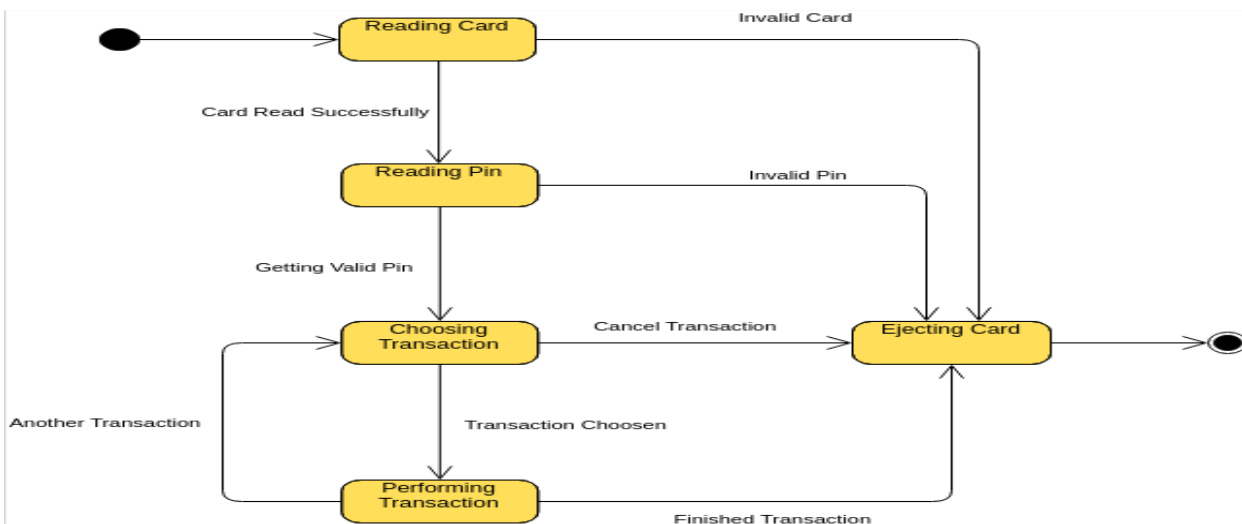 Invalid Card
Reading Card
Card Read Successfully
Reading Pin
Invalid Pin
Getting Valid Pin
Choosing
Transaction
Cancel Transaction
Ejecting Card
Another Transaction
Transaction Choosen
Performing
Transaction
Finished Transaction